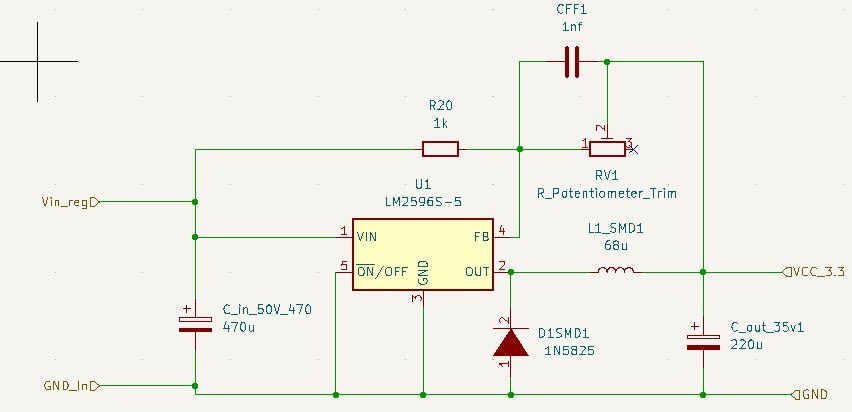 CFF1
1nf
R20
1k
2
1
3
RV1
R_Potentiometer_Trim
Vin_reg
U1
LM2596S-5
L1_SMD1
68u
1
VIN
FB
4
5
ON/OFF
GND
OUT
2
VCC_3.3
3
C_in_50V_470
470u
2
D1SMD1
1N5825
1
C_out_35v1
220u
GND_In
GND
+
+